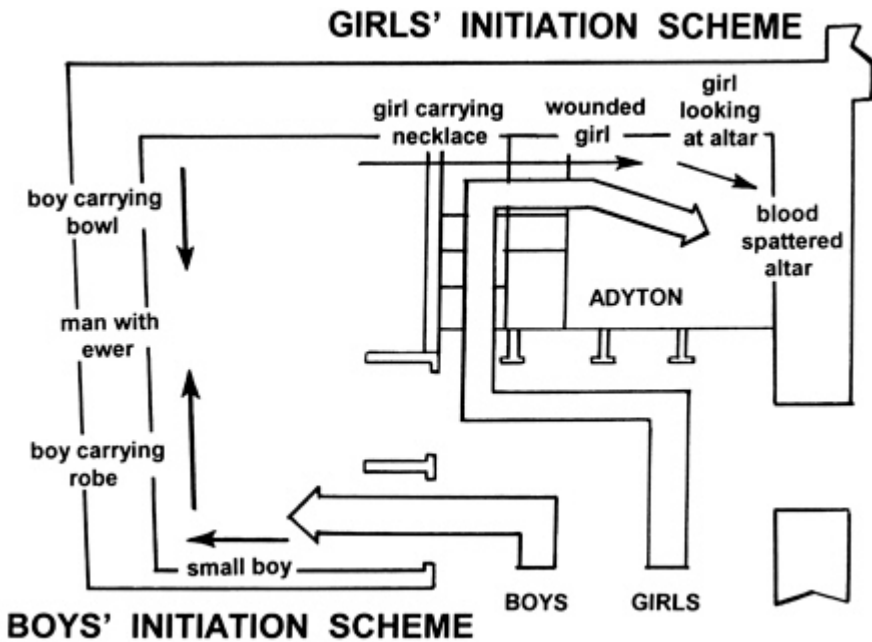 GIRLS' INITIATION SCHEME
girl carrying
necklace
wounded
girl
girl
looking
at altar
boy carrying
bowl
blood
spattered
altar
ADYTON
man with
ewer
boy carrying
robe
small boy
BOYS
GIRLS
BOYS' INITIATION SCHEME